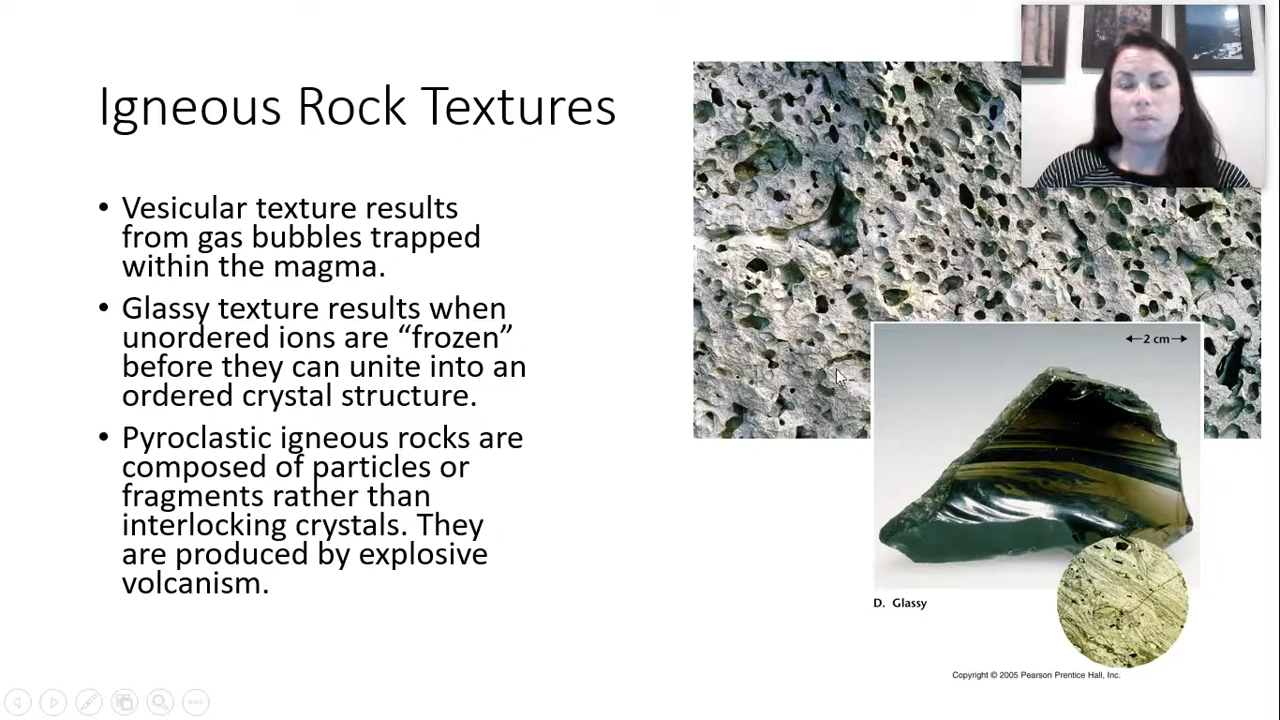 Igneous Rock Textures
• Vesicular texture results
from gas bubbles trapped
within the magma.
• Glassy texture results when
unordered ions are “frozen”
before they can unite into an
ordered crystal structure.
• Pyroclastic igneous rocks are
composed of particles or
fragments rather than
interlocking crystals. They
are produced by explosive
volcanism.
2 cm
D. Glassy
Copyright © 2005 Pearson Prentice Hall, Inc.